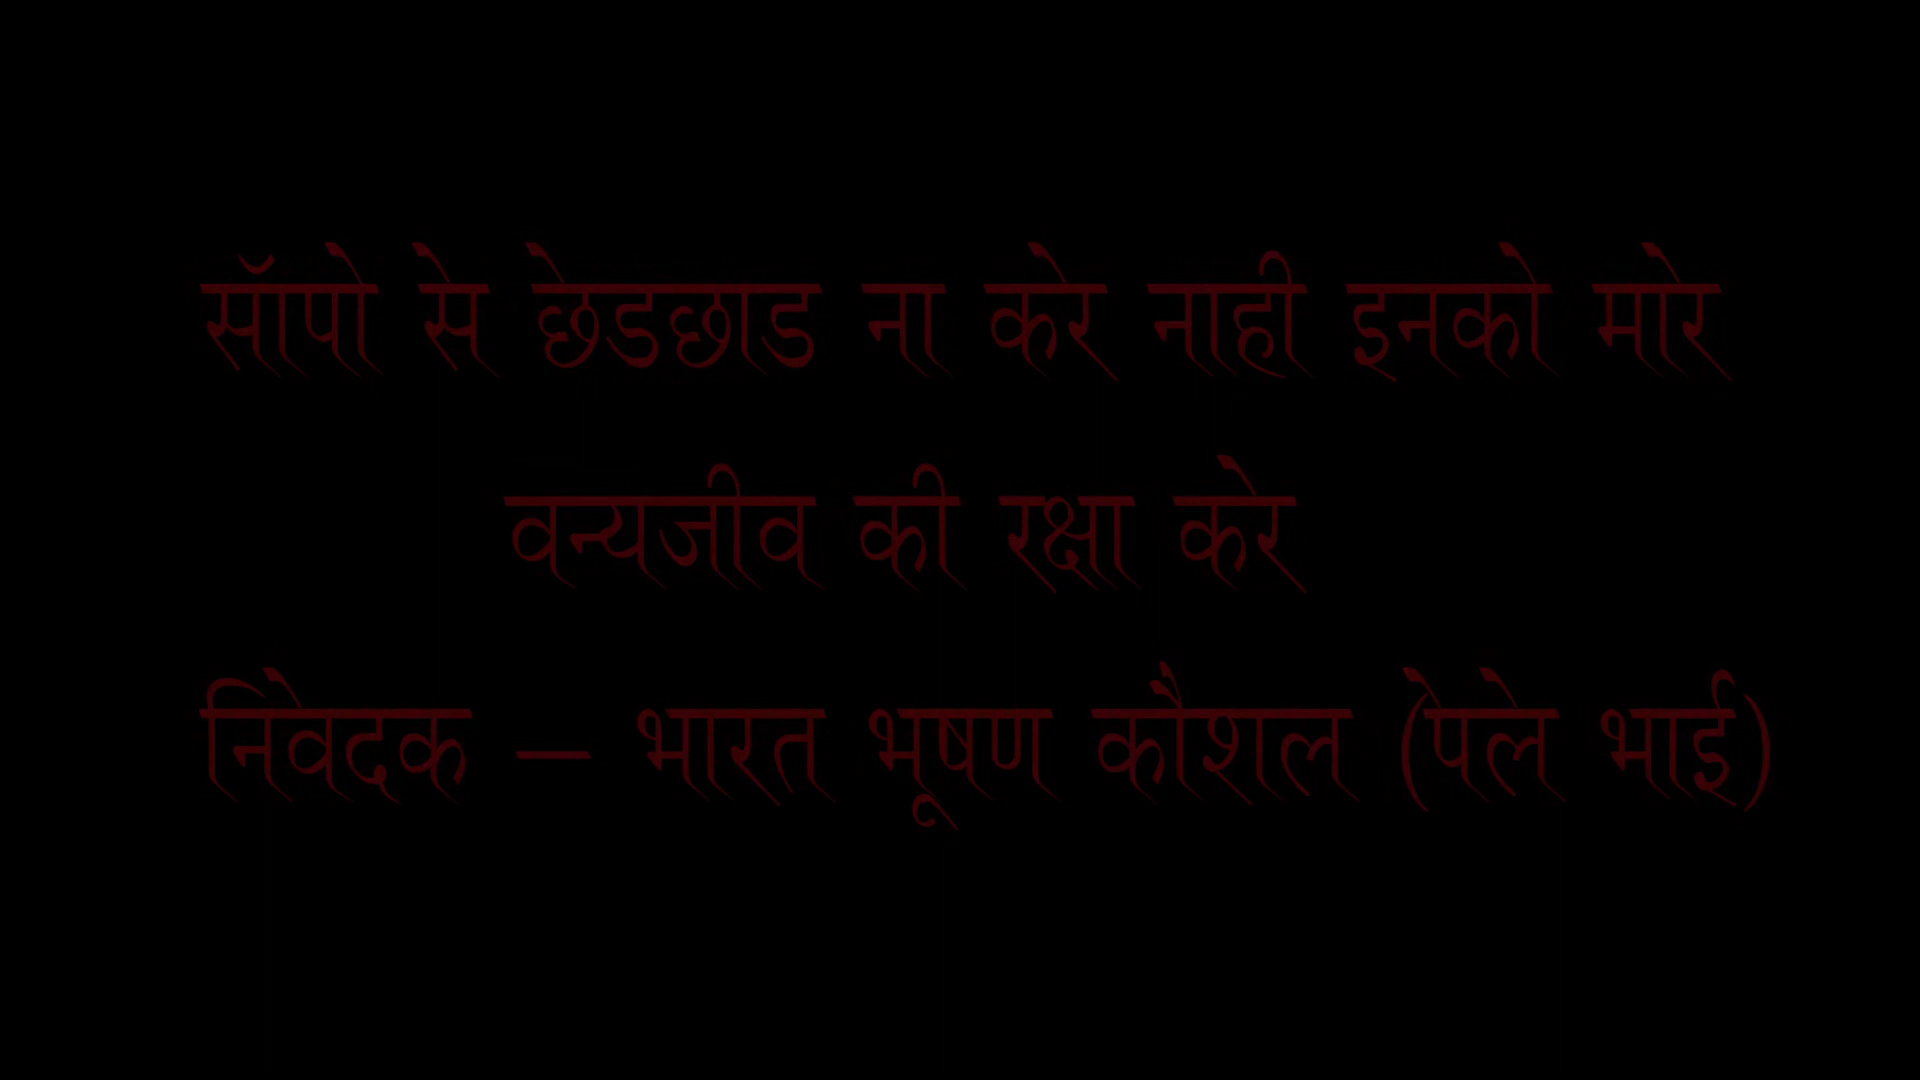 सॉपो से छेडछाड ना करे नाही इनको मारे
वन्यजीव की रक्षा करे
निवेदक – भारत भूषण कौशल (पेले भाई)